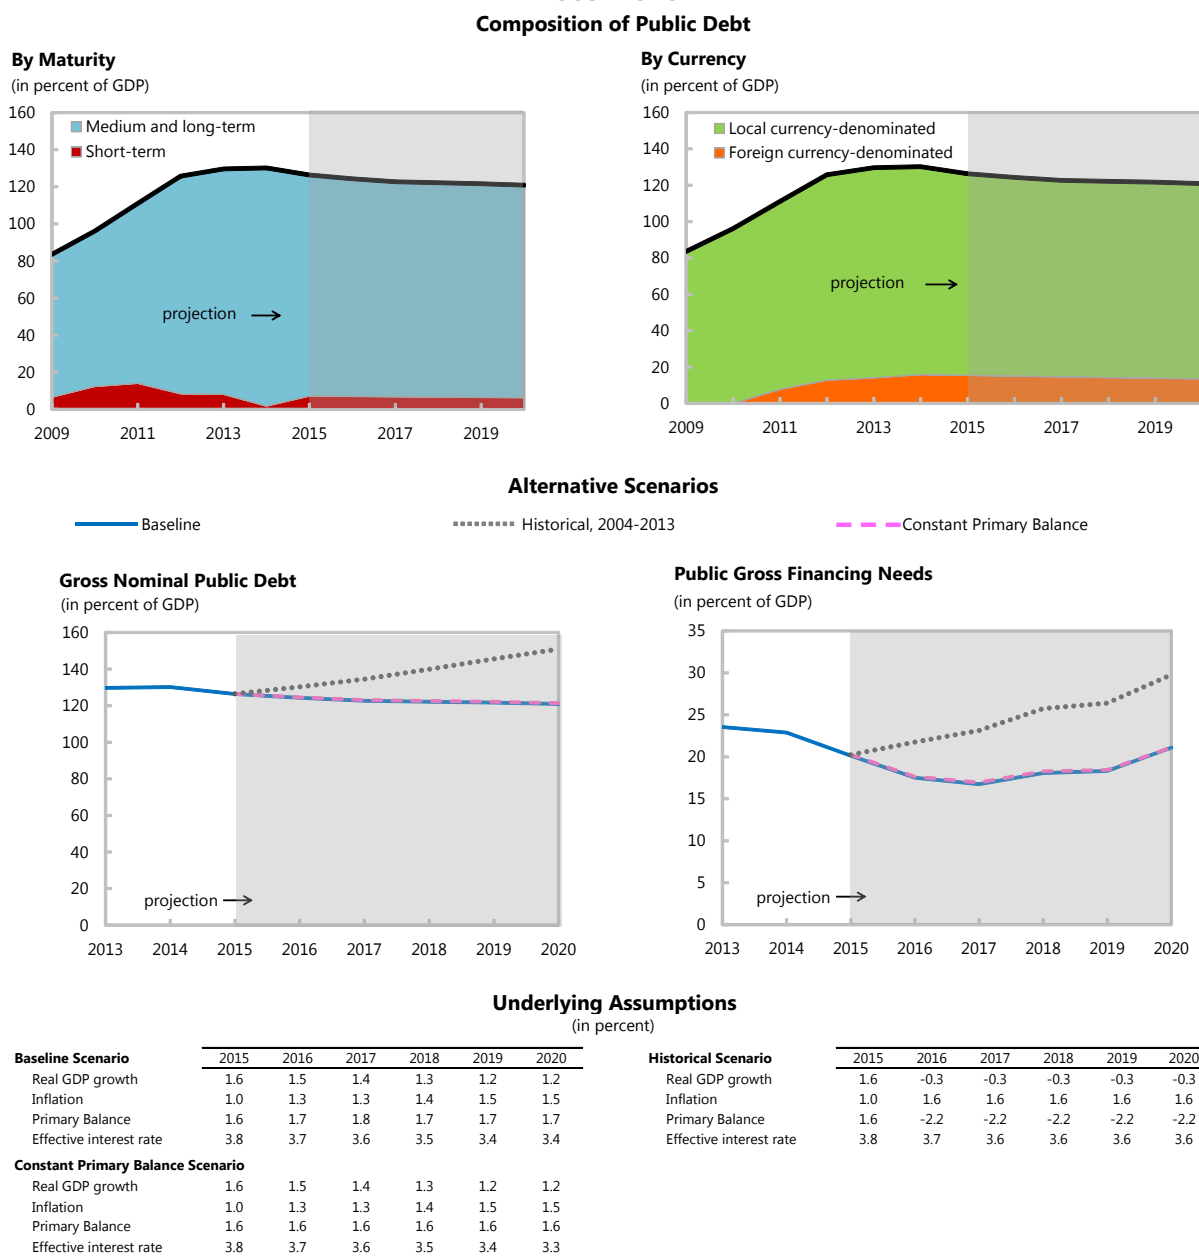 Composition of Public Debt
By Maturity
(in percent of GDP)
160
140
120
100
80
60
40
20
0
Medium and long-term
Short-term
projection
2009 2011 2013 2015 2017 2019
By Currency
(in percent of GDP)
160
140
120
100
80
60
40
20
0
Local currency-denominated
Foreign currency-denominated
projection
2009 2011 2013 2015 2017 2019
Alternative Scenarios
Baseline Historical, 2004-2013 Constant Primary Balance
Gross Nominal Public Debt
(in percent of GDP)
160
140
120
100
80
60
40
20
0
projection
2013 2014 2015 2016 2017 2018 2019 2020
Public Gross Financing Needs
(in percent of GDP)
35
30
25
20
15
10
5
0
projection
2013 2014 2015 2016 2017 2018 2019 2020
Underlying Assumptions
(in percent)
Baseline Scenario 2015 2016 2017 2018 2019 2020
Real GDP growth 1.6 1.5 1.4 1.3 1.2 1.2
Inflation 1.0 1.3 1.3 1.4 1.5 1.5
Primary Balance 1.6 1.7 1.8 1.7 1.7 1.7
Effective interest rate 3.8 3.7 3.6 3.5 3.4 3.4
Constant Primary Balance Scenario
Real GDP growth 1.6 1.5 1.4 1.3 1.2 1.2
Inflation 1.0 1.3 1.3 1.4 1.5 1.5
Primary Balance 1.6 1.6 1.6 1.6 1.6 1.6
Effective interest rate 3.8 3.7 3.6 3.5 3.4 3.3
Historical Scenario 2015 2016 2017 2018 2019 2020
Real GDP growth 1.6 -0.3 -0.3 -0.3 -0.3 -0.3
Inflation 1.0 1.6 1.6 1.6 1.6 1.6
Primary Balance 1.6 -2.2 -2.2 -2.2 -2.2 -2.2
Effective interest rate 3.8 3.7 3.6 3.6 3.6 3.6